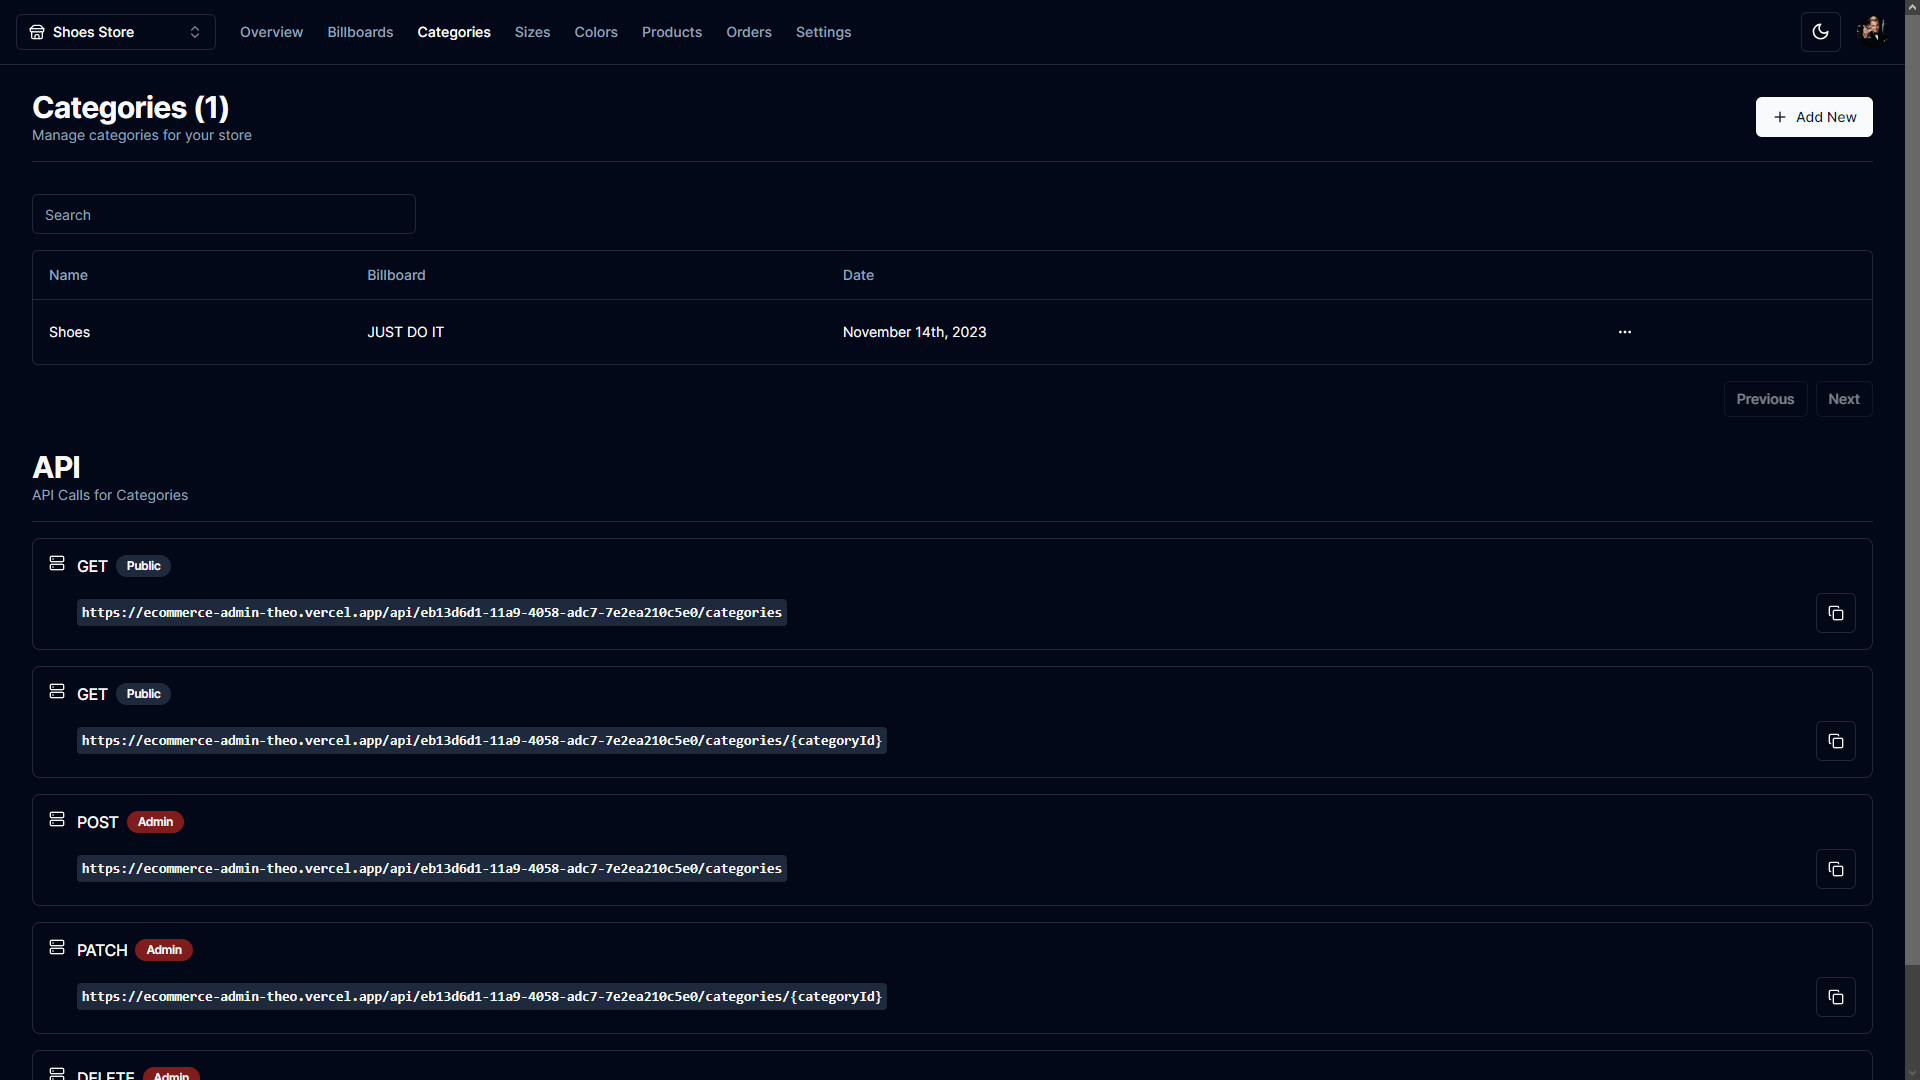 Shoes Store
Overview Billboards Categories Sizes Colors Products Orders Settings
Categories (1)
Manage categories for your store
+ Add New
Search
Name Billboard Date
Shoes JUST DO IT November 14th, 2023 ...
Previous Next
API
API Calls for Categories
GET Public
https://ecommerce-admin-theo.vercel.app/api/eb13d6d1-11a9-4058-adc7-7e2ea210c5e0/categories
GET Public
https://ecommerce-admin-theo.vercel.app/api/eb13d6d1-11a9-4058-adc7-7e2ea210c5e0/categories/{categoryId}
POST Admin
https://ecommerce-admin-theo.vercel.app/api/eb13d6d1-11a9-4058-adc7-7e2ea210c5e0/categories
PATCH Admin
https://ecommerce-admin-theo.vercel.app/api/eb13d6d1-11a9-4058-adc7-7e2ea210c5e0/categories/{categoryId}
DELETE Admin